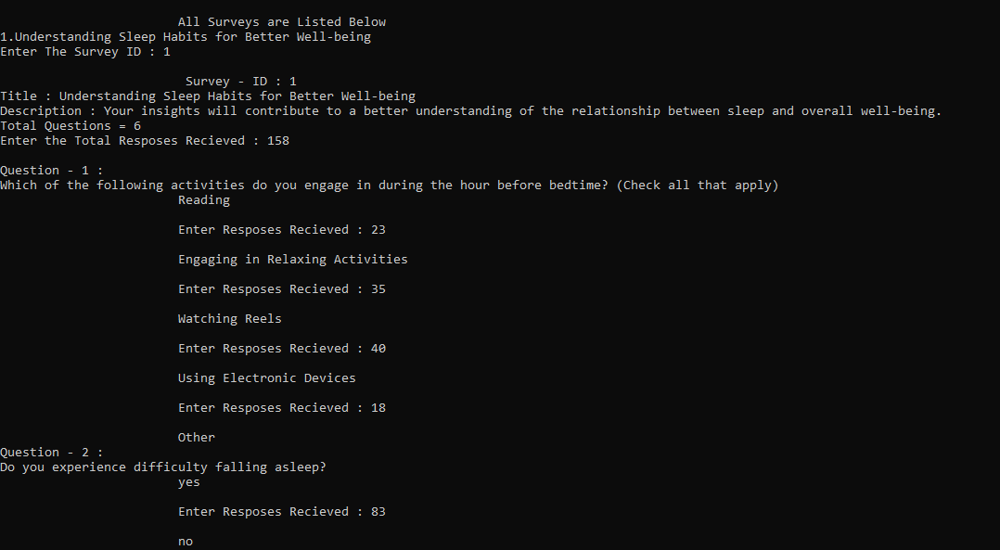 All Surveys are Listed Below
1.Understanding Sleep Habits for Better Well-being
Enter The Survey ID : 1
Survey - ID : 1
Title : Understanding Sleep Habits for Better Well-being
Description : Your insights will contribute to a better understanding of the relationship between sleep and overall well-being.
Total Questions = 6
Enter the Total Resposes Recieved : 158
Question - 1 :
Which of the following activities do you engage in during the hour before bedtime? (Check all that apply)
Reading
Enter Resposes Recieved : 23
Engaging in Relaxing Activities
Enter Resposes Recieved : 35
Watching Reels
Enter Resposes Recieved : 40
Using Electronic Devices
Enter Resposes Recieved : 18
Other
Question - 2 :
Do you experience difficulty falling asleep?
yes
Enter Resposes Recieved : 83
no